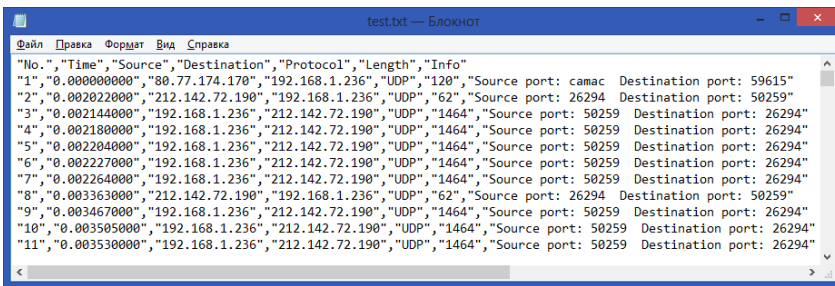 test.txt — Блокнот
Файл Правка Формат Вид Справка
"No.","Time","Source","Destination","Protocol","Length","Info"
"1","0.000000000","80.77.174.170","192.168.1.236","UDP","120","Source port: camac  Destination port: 59615"
"2","0.002022000","212.142.72.190","192.168.1.236","UDP","62","Source port: 26294  Destination port: 50259"
"3","0.002144000","192.168.1.236","212.142.72.190","UDP","1464","Source port: 50259  Destination port: 26294"
"4","0.002180000","192.168.1.236","212.142.72.190","UDP","1464","Source port: 50259  Destination port: 26294"
"5","0.002204000","192.168.1.236","212.142.72.190","UDP","1464","Source port: 50259  Destination port: 26294"
"6","0.002227000","192.168.1.236","212.142.72.190","UDP","1464","Source port: 50259  Destination port: 26294"
"7","0.002264000","192.168.1.236","212.142.72.190","UDP","1464","Source port: 50259  Destination port: 26294"
"8","0.003363000","212.142.72.190","192.168.1.236","UDP","62","Source port: 26294  Destination port: 50259"
"9","0.003467000","192.168.1.236","212.142.72.190","UDP","1464","Source port: 50259  Destination port: 26294"
"10","0.003505000","192.168.1.236","212.142.72.190","UDP","1464","Source port: 50259  Destination port: 26294"
"11","0.003530000","192.168.1.236","212.142.72.190","UDP","1464","Source port: 50259  Destination port: 26294"